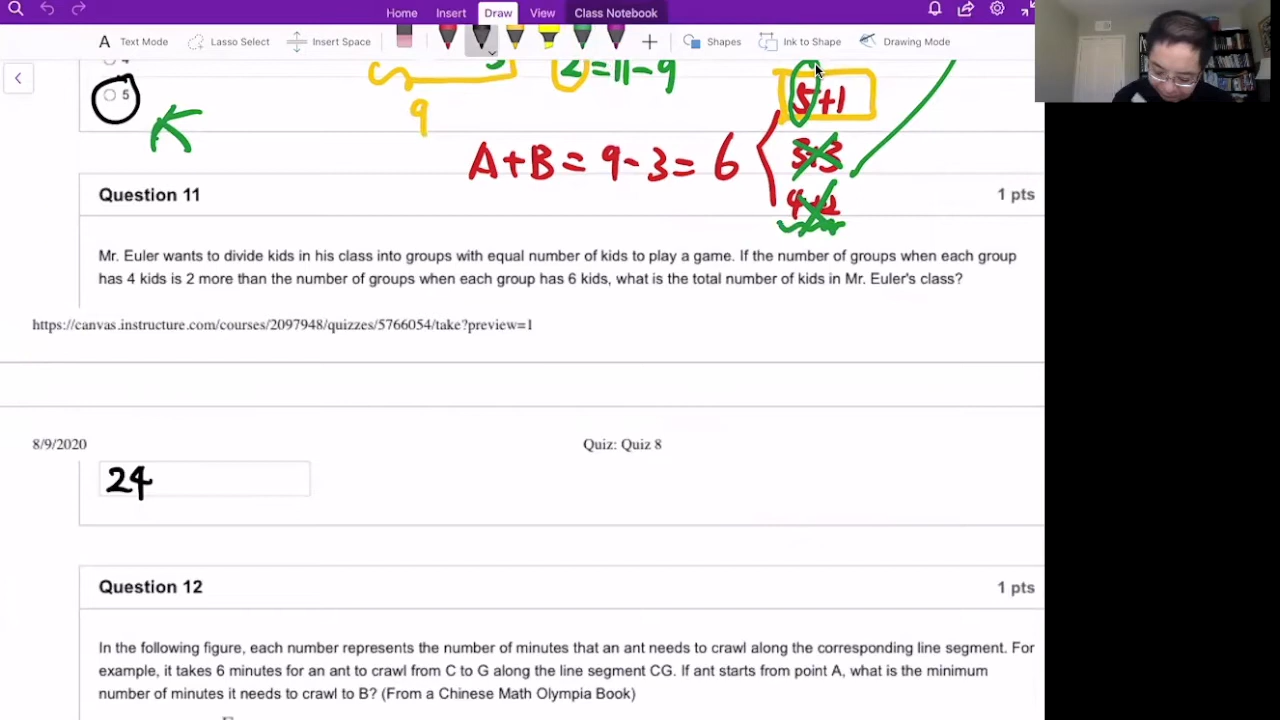 Home Insert Draw View Class Notebook
Text Mode Lasso Select Insert Space Shapes Ink to Shape Drawing Mode
2=11-9
5
9
5+1
A+B=9-3=6
3+3
4+2
Question 11 1 pts
Mr. Euler wants to divide kids in his class into groups with equal number of kids to play a game. If the number of groups when each group
has 4 kids is 2 more than the number of groups when each group has 6 kids, what is the total number of kids in Mr. Euler's class?
https://canvas.instructure.com/courses/2097948/quizzes/5766054/take?preview=1
8/9/2020 Quiz: Quiz 8
24
Question 12 1 pts
In the following figure, each number represents the number of minutes that an ant needs to crawl along the corresponding line segment. For
example, it takes 6 minutes for an ant to crawl from C to G along the line segment CG. If ant starts from point A, what is the minimum
number of minutes it needs to crawl to B? (From a Chinese Math Olympia Book)